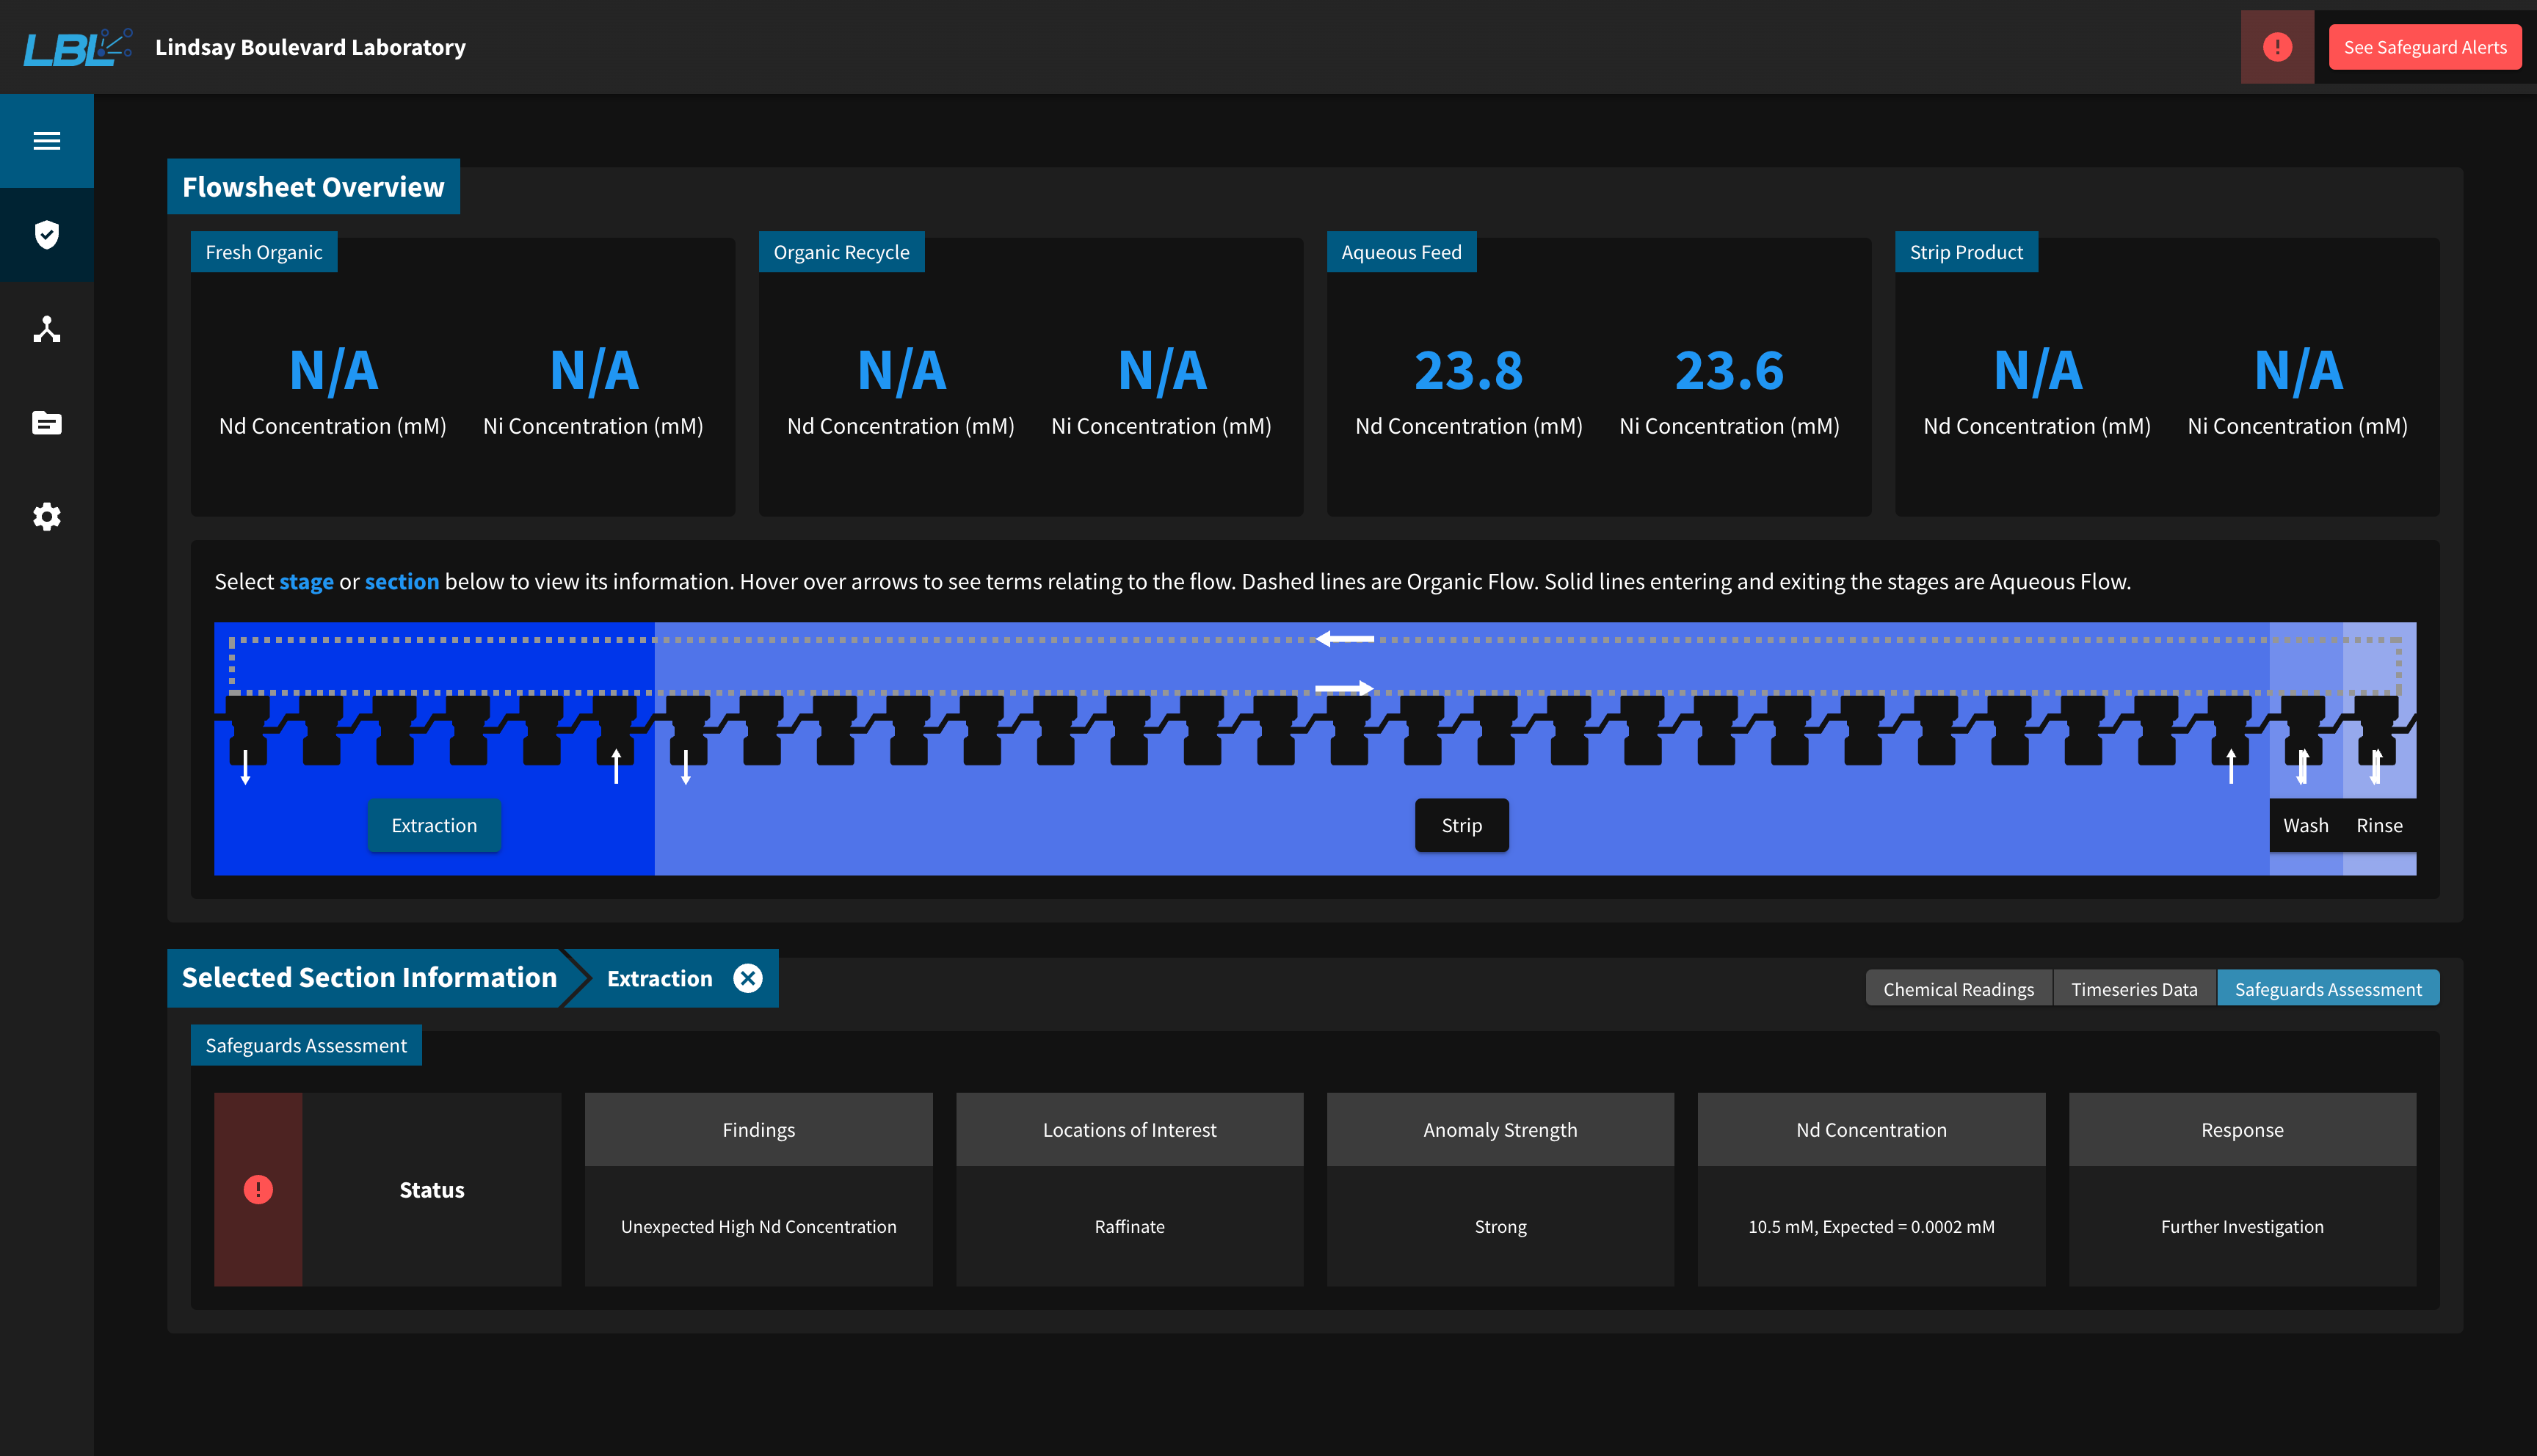 LBL
Lindsay Boulevard Laboratory
See Safeguard Alerts
Flowsheet Overview
Fresh Organic
N/A
Nd Concentration (mM)
N/A
Ni Concentration (mM)
Organic Recycle
N/A
Nd Concentration (mM)
N/A
Ni Concentration (mM)
Aqueous Feed
23.8
Nd Concentration (mM)
23.6
Ni Concentration (mM)
Strip Product
N/A
Nd Concentration (mM)
N/A
Ni Concentration (mM)
Select stage or section below to view its information. Hover over arrows to see terms relating to the flow. Dashed lines are Organic Flow. Solid lines entering and exiting the stages are Aqueous Flow.
Extraction
Strip
Wash
Rinse
Selected Section Information
Extraction
Chemical Readings
Timeseries Data
Safeguards Assessment
Safeguards Assessment
Status
Findings
Unexpected High Nd Concentration
Locations of Interest
Raffinate
Anomaly Strength
Strong
Nd Concentration
10.5 mM, Expected = 0.0002 mM
Response
Further Investigation